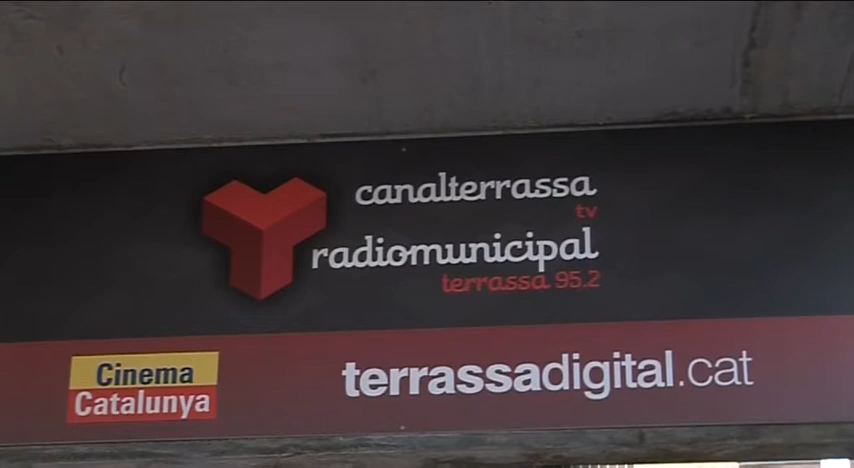 canalterrassa
tv
radiomunicipal
terrassa 95.2
Cinema
Catalunya
terrassadigital.cat